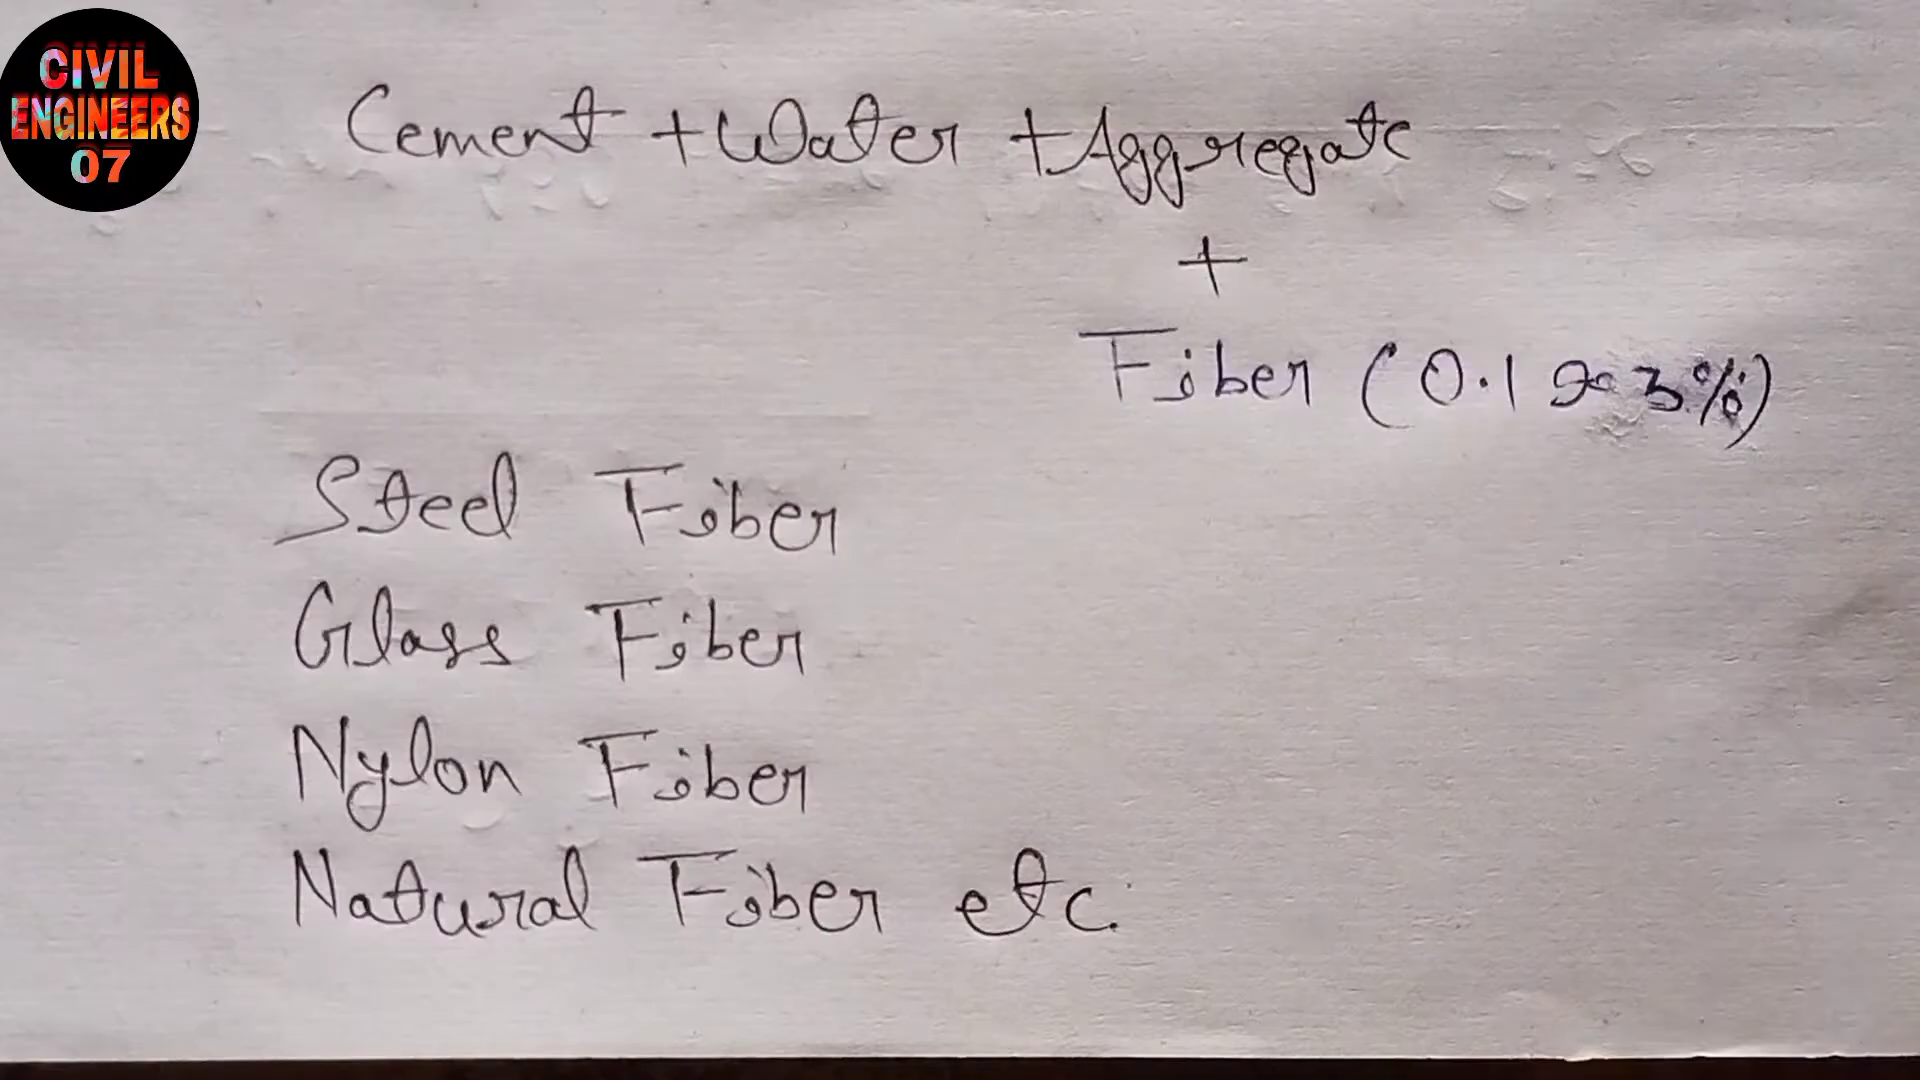 CIVIL
ENGINEERS
07
Cement + Water + Aggregate
+
Fiber (0.1 3%)
Steel Fiber
Glass Fiber
Nylon Fiber
Natural Fiber etc.